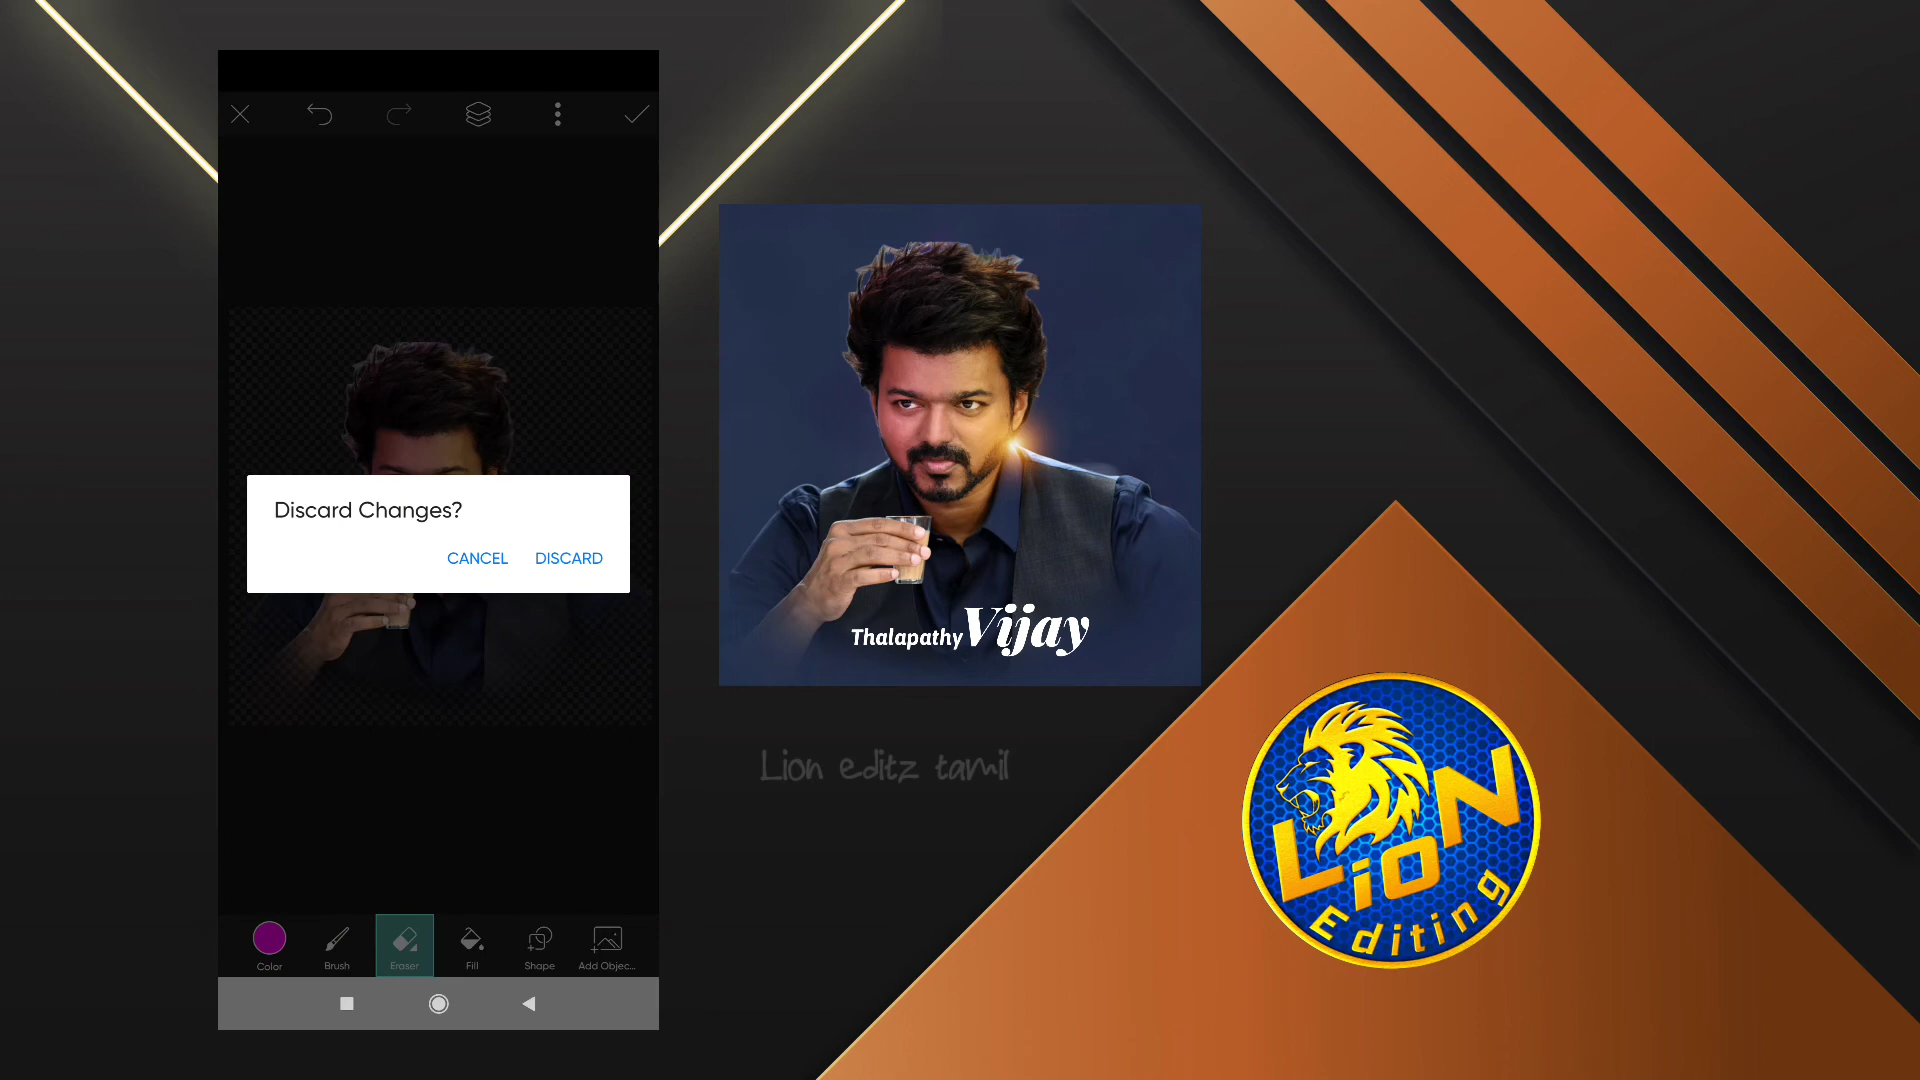 Discard Changes?
CANCEL DISCARD
Color Brush Eraser Fill Shape Add Objec...
Thalapathy Vijay
Lion editz tamil
LiON
Editing